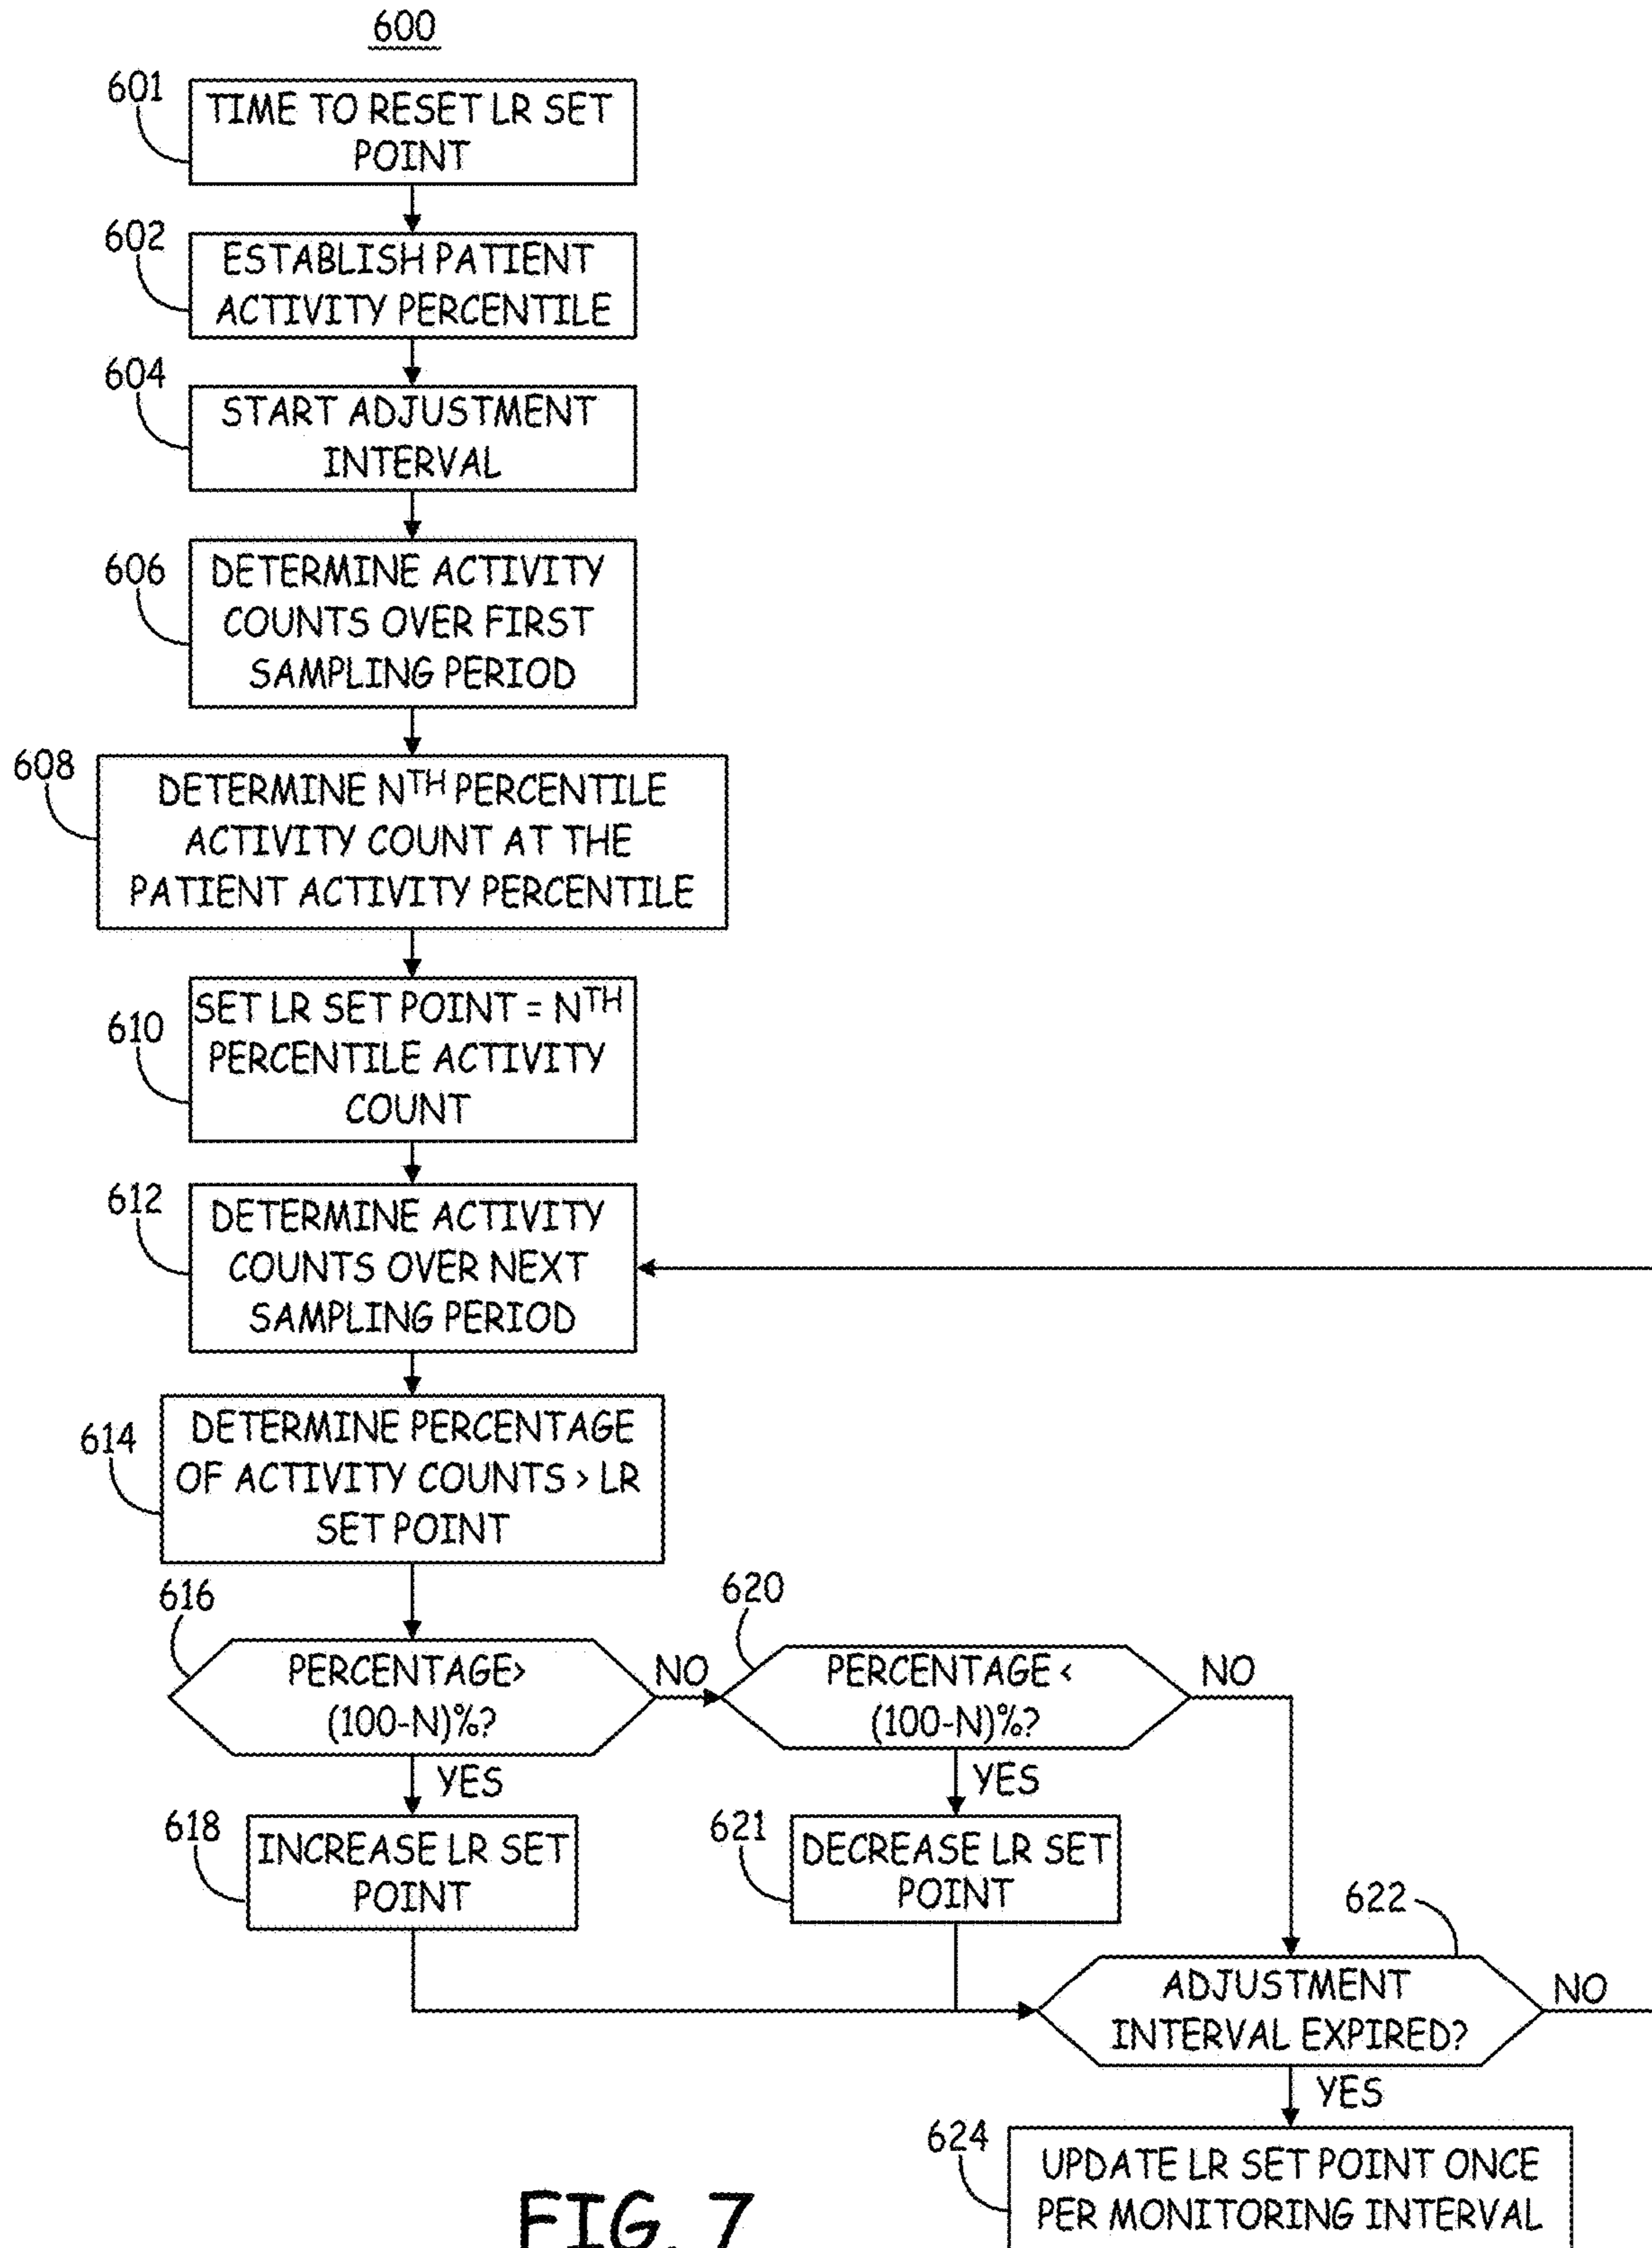 600
601
TIME TO RESET LR SET
POINT
602
ESTABLISH PATIENT
ACTIVITY PERCENTILE
604
START ADJUSTMENT
INTERVAL
606
DETERMINE ACTIVITY
COUNTS OVER FIRST
SAMPLING PERIOD
608
DETERMINE NTH PERCENTILE
ACTIVITY COUNT AT THE
PATIENT ACTIVITY PERCENTILE
610
SET LR SET POINT = NTH
PERCENTILE ACTIVITY
COUNT
612
DETERMINE ACTIVITY
COUNTS OVER NEXT
SAMPLING PERIOD
614
DETERMINE PERCENTAGE
OF ACTIVITY COUNTS > LR
SET POINT
616
PERCENTAGE>
(100-N)%?
NO
YES
620
PERCENTAGE <
(100-N)%?
NO
YES
618
INCREASE LR SET
POINT
621
DECREASE LR SET
POINT
622
ADJUSTMENT
INTERVAL EXPIRED?
NO
YES
624
UPDATE LR SET POINT ONCE
PER MONITORING INTERVAL
FIG. 7